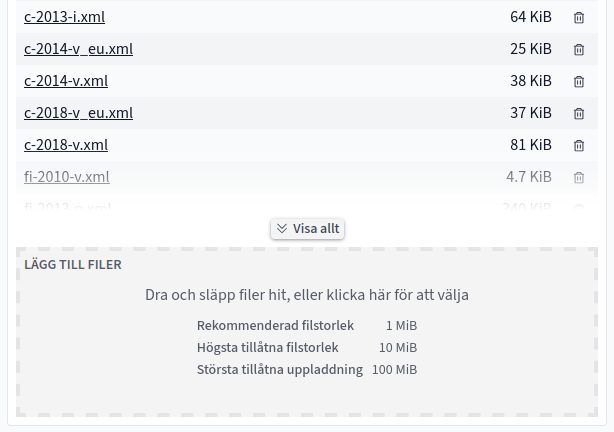 c-2013-i.xml 64 KiB
c-2014-v_eu.xml 25 KiB
c-2014-v.xml 38 KiB
c-2018-v_eu.xml 37 KiB
c-2018-v.xml 81 KiB
fi-2010-v.xml 4.7 KiB
Visa allt
LÄGG TILL FILER
Dra och släpp filer hit, eller klicka här för att välja
Rekommenderad filstorlek 1 MiB
Högsta tillåtna filstorlek 10 MiB
Största tillåtna uppladdning 100 MiB